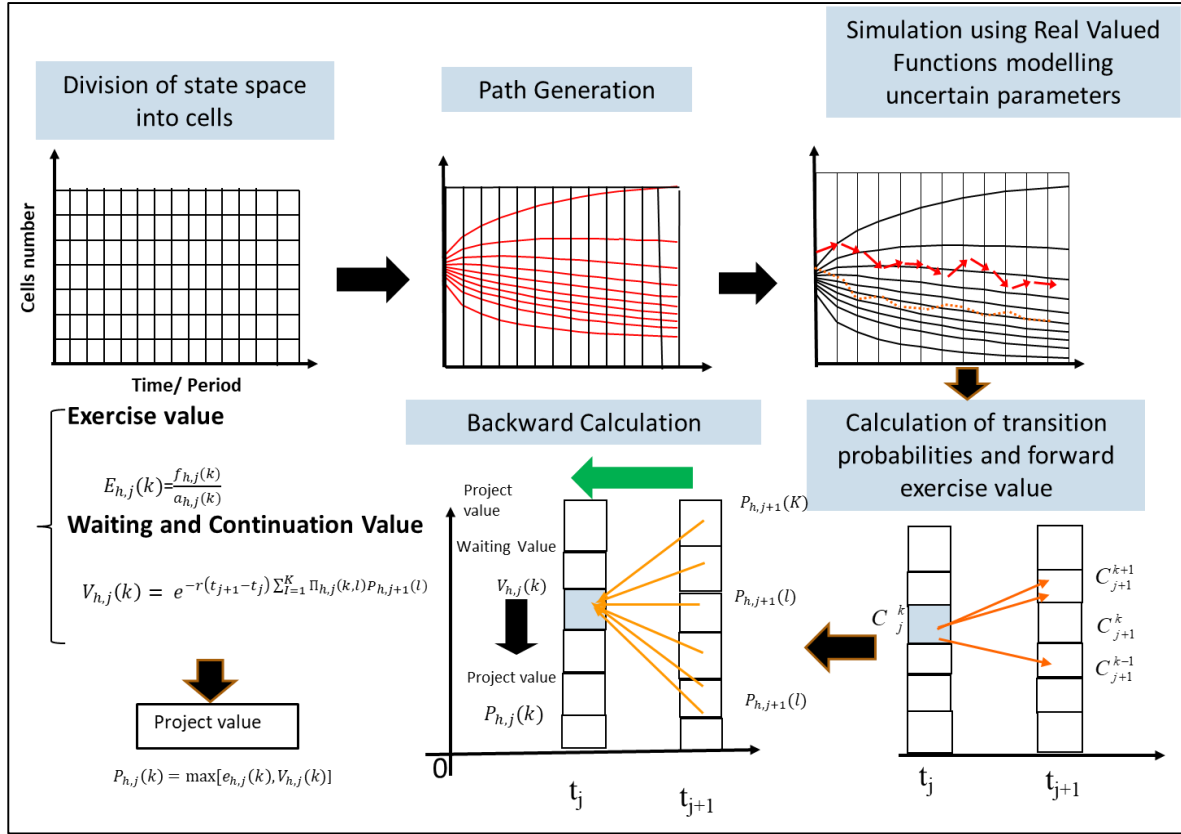 Division of state space
into cells
Path Generation
Simulation using Real Valued
Functions modelling
uncertain parameters
Cells number
Time/ Period
Exercise value
E_{h,j}(k)=\frac{f_{h,j}(k)}{a_{h,j}(k)}
Waiting and Continuation Value
V_{h,j}(k) = e^{-r(t_{j+1}-t_j) \sum_{l=1}^{K} Π_{h,j}(k,l)P_{h,j+1}(l)}
Project value
P_{h,j}(k) = max[e_{h,j}(k), V_{h,j}(k)]
Backward Calculation
Project
value
Waiting Value
V_{h,j}(k)
Project value
P_{h,j}(k)
P_{h,j+1}(K)
P_{h,j+1}(l)
P_{h,j+1}(l)
0
t_j
t_{j+1}
Calculation of transition
probabilities and forward
exercise value
C_j^k
C_{j+1}^{k+1}
C_{j+1}^k
C_{j+1}^{k-1}
t_j
t_{j+1}